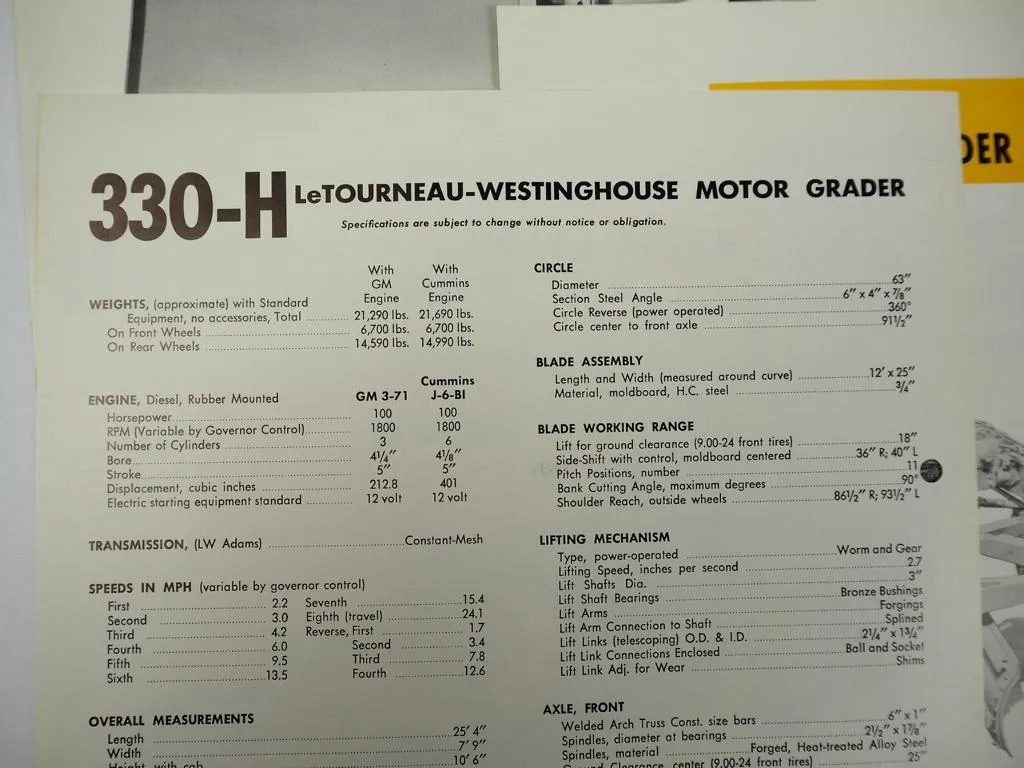 DER
330-H LeTOURNEAU-WESTINGHOUSE MOTOR GRADER
Specifications are subject to change without notice or obligation.
With GM Engine
With Cummins Engine
WEIGHTS, (approximate) with Standard
Equipment, no accessories, Total 21,290 lbs. 21,690 lbs.
On Front Wheels 6,700 lbs. 6,700 lbs.
On Rear Wheels 14,590 lbs. 14,990 lbs.
Cummins
ENGINE, Diesel, Rubber Mounted GM 3-71 J-6-BI
Horsepower 100 100
RPM (Variable by Governor Control) 1800 1800
Number of Cylinders 3 6
Bore 4¼" 4⅛"
Stroke 5" 5"
Displacement, cubic inches 212.8 401
Electric starting equipment standard 12 volt 12 volt
TRANSMISSION, (LW Adams) Constant-Mesh
SPEEDS IN MPH (variable by governor control)
First 2.2
Second 3.0
Third 4.2
Fourth 6.0
Fifth 9.5
Sixth 13.5
Seventh 15.4
Eighth (travel) 24.1
Reverse, First 1.7
Second 3.4
Third 7.8
Fourth 12.6
OVERALL MEASUREMENTS
Length 25' 4"
Width 7' 9"
Height, with cab 10' 6"
CIRCLE
Diameter 63"
Section Steel Angle 6" x 4" x ⅞"
Circle Reverse (power operated) 360°
Circle center to front axle 91½"
BLADE ASSEMBLY
Length and Width (measured around curve) 12' x 25"
Material, moldboard, H.C. steel ¾"
BLADE WORKING RANGE
Lift for ground clearance (9.00-24 front tires) 18"
Side-Shift with control, moldboard centered 36" R; 40" L
Pitch Positions, number 11
Bank Cutting Angle, maximum degrees 90°
Shoulder Reach, outside wheels 86½" R; 93½" L
LIFTING MECHANISM
Type, power-operated Worm and Gear
Lifting Speed, inches per second 2.7
Lift Shafts Dia. 3"
Lift Shaft Bearings Bronze Bushings
Lift Arms Forgings
Lift Arm Connection to Shaft Splined
Lift Links (telescoping) O.D. & I.D. 2¼" x 1¾"
Lift Link Connections Enclosed Ball and Socket
Lift Link Adj. for Wear Shims
AXLE, FRONT
Welded Arch Truss Const. size bars 6" x 1"
Spindles, diameter at bearings 2½" x 1⅞"
Spindles, material Forged, Heat-treated Alloy Steel
Ground Clearance, center (9.00-24 front tires) 25"